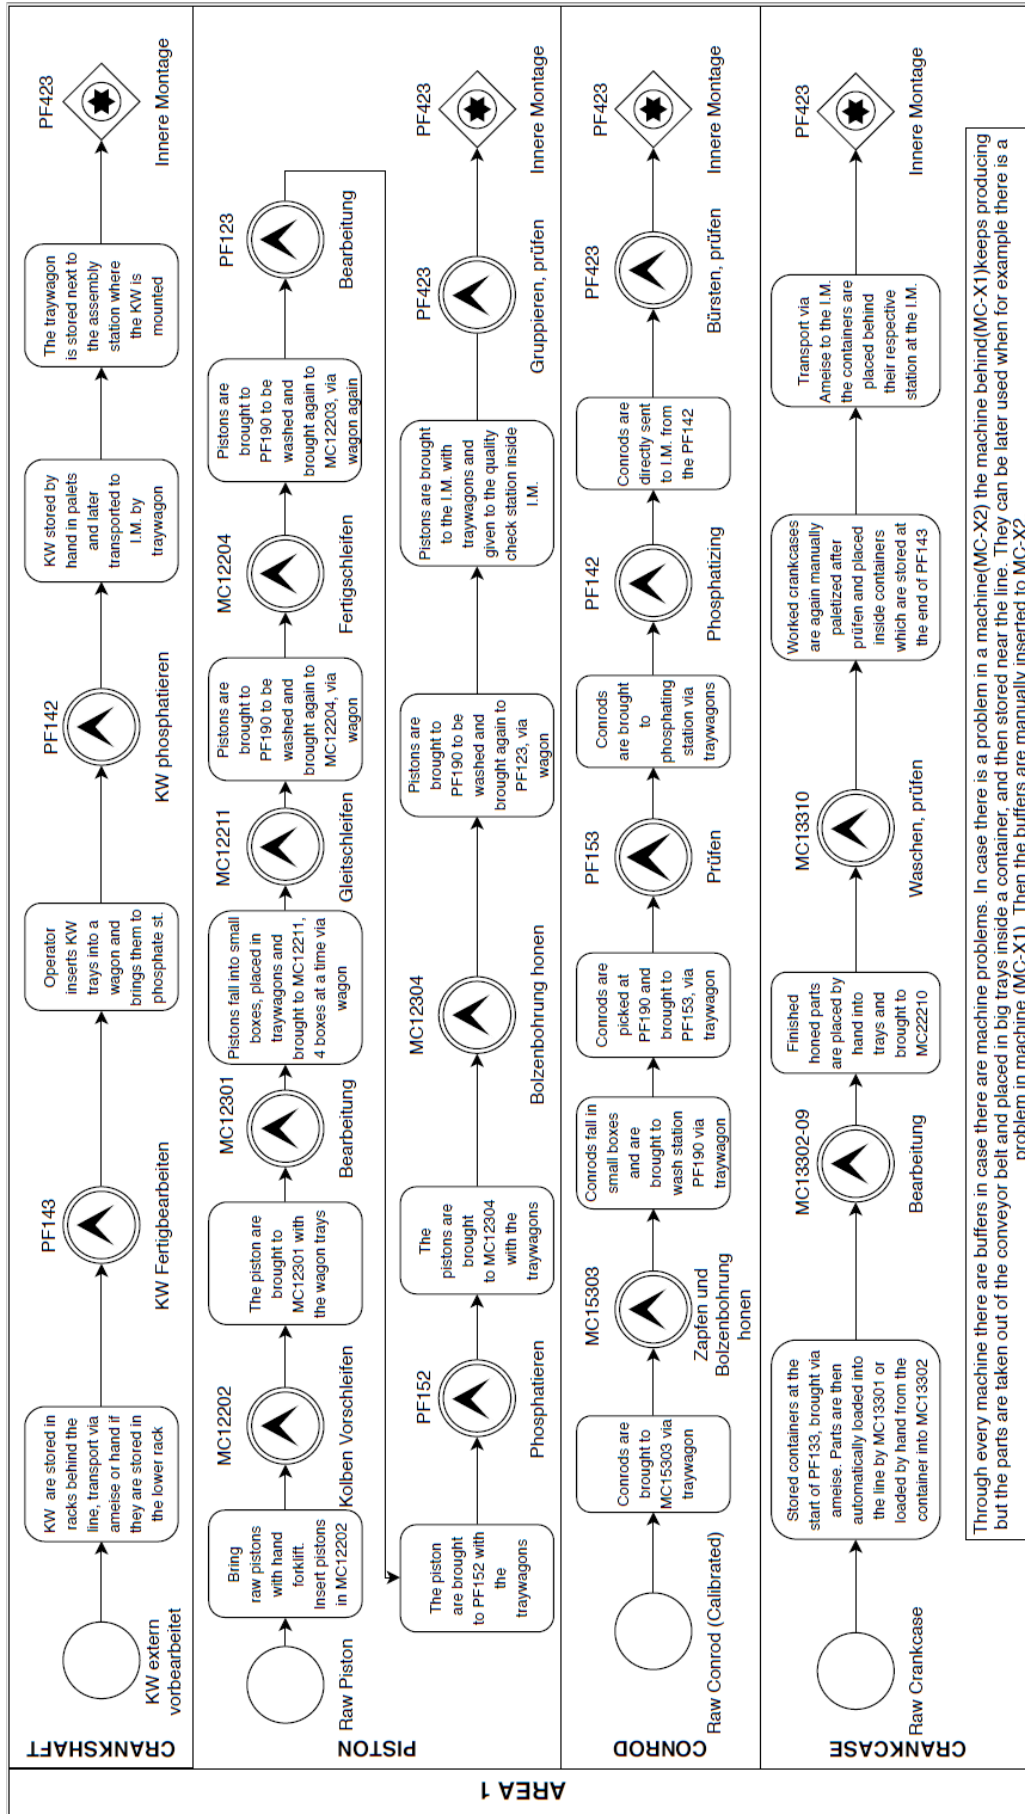 AREA 1
CRANKSHAFT
KW extern
vorbearbeitet
KW are stored in
racks behind the
line, transport via
ameise or hand if
they are stored in
the lower rack
PF143
KW Fertigbearbeiten
Operator
inserts KW
trays into a
wagon and
brings them to
phosphate st.
PF142
KW phosphatieren
KW stored by
hand in palets
and later
transported to
I.M. by
traywagon
The traywagon
is stored next to
the assembly
station where
the KW is
mounted
PF423
Innere Montage
PISTON
Raw Piston
Bring
raw pistons
with hand
forklift.
Insert pistons
in MC12202
MC12202
Kolben Vorschleifen
The piston are
brought to
MC12301 with
the wagon trays
MC12301
Bearbeitung
Pistons fall into small
boxes, placed in
traywagons and
brought to MC12211,
4 boxes at a time via
wagon
MC12211
Gleitschleifen
Pistons are
brought to
PF190 to be
washed and
brought again to
MC12204, via
wagon
MC12204
Fertigschleifen
Pistons are
brought to
PF190 to be
washed and
brought again to
MC12203, via
wagon again
PF123
Bearbeitung
The piston
are brought
to PF152 with
the
traywagons
PF152
Phosphatieren
The
pistons are
brought
to MC12304
with the
traywagons
MC12304
Bolzenbohrung honen
Pistons are
brought to
PF190 to be
washed and
brought again to
PF123, via
wagon
Pistons are brought
to the I.M. with
traywagons and
given to the quality
check station inside
I.M.
PF423
Gruppieren, prüfen
PF423
Innere Montage
CONROD
Raw Conrod (Calibrated)
Conrods are
brought to
MC15303 via
traywagon
MC15303
Zapfen und
Bolzenbohrung
honen
Conrods fall in
small boxes
and are
brought to
wash station
PF190 via
traywagon
Conrods are
picked at
PF190 and
brought to
PF153, via
traywagon
PF153
Prüfen
Conrods
are brought
to
phosphating
station via
traywagons
PF142
Phosphatizing
Conrods are
directly sent
to I.M. from
the PF142
PF423
Bürsten, prüfen
PF423
Innere Montage
CRANKCASE
Raw Crankcase
Stored containers at the
start of PF133, brought via
ameise. Parts are then
automatically loaded into
the line by MC13301 or
loaded by hand from the
container into MC13302
MC13302-09
Bearbeitung
Finished
honed parts
are placed by
hand into
trays and
brought to
MC22210
MC13310
Waschen, prüfen
Worked crankcases
are again manually
paletized after
prüfen and placed
inside containers
which are stored at
the end of PF143
Transport via
Ameise to the I.M.
the containers are
placed behind
their respective
station at the I.M.
PF423
Innere Montage
Through every machine there are buffers in case there are machine problems. In case there is a problem in a machine(MC-X2) the machine behind(MC-X1)keeps producing
but the parts are taken out of the conveyor belt and placed in big trays inside a container, and then stored near the line. They can be later used when for example there is a
problem in machine (MC-X1). Then the buffers are manually inserted to MC-X2